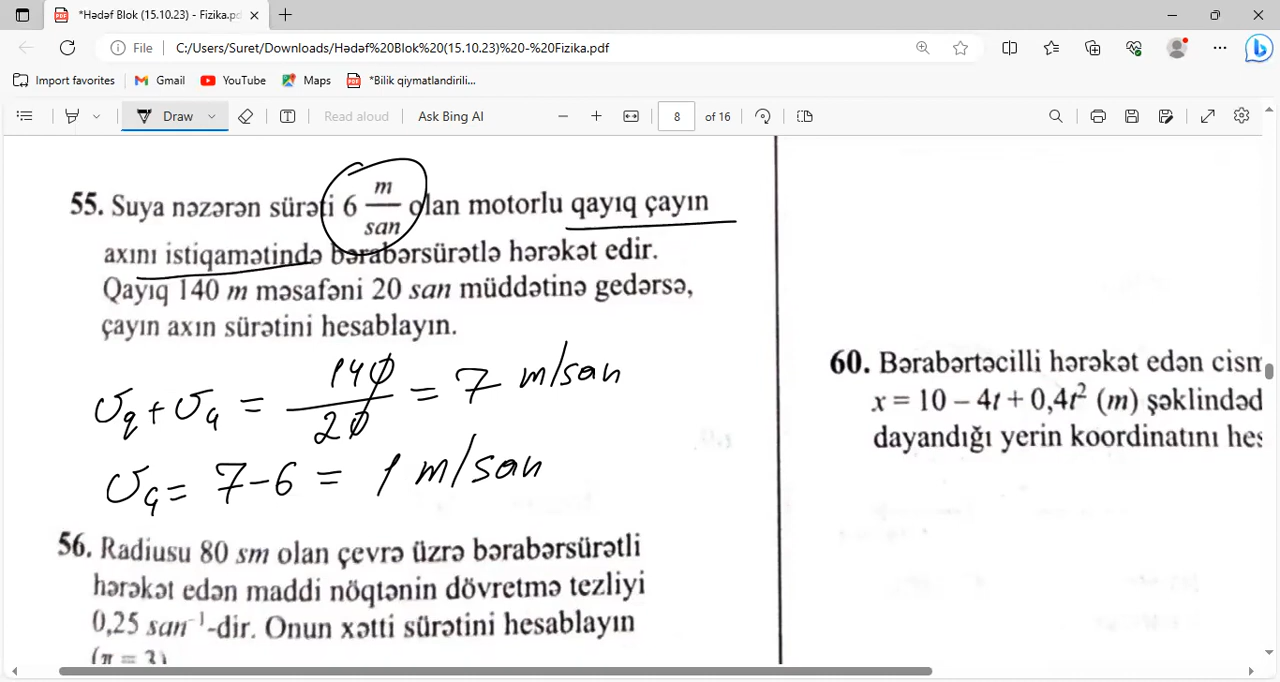 *Hədəf Blok (15.10.23) - Fizika.pd
File
C:/Users/Suret/Downloads/Hədəf%20Blok%20(15.10.23)%20-%20Fizika.pdf
Import favorites
Gmail
YouTube
Maps
*Bilik qiymatləndirili...
Draw
Read aloud
Ask Bing AI
8 of 16
55. Suya nəzərən sürəti 6 m/san olan motorlu qayıq çayın
axını istiqamətində bərabərsürətlə hərəkət edir.
Qayıq 140 m məsafəni 20 san müddətinə gedərsə,
çayın axın sürətini hesablayın.
υq + υç = 140/20 = 7 m/san
υç = 7-6 = 1 m/san
56. Radiusu 80 sm olan çevrə üzrə bərabərsürətli
hərəkət edən maddi nöqtənin dövretmə tezliyi
0,25 san⁻¹-dir. Onun xətti sürətini hesablayın
(π = 3)
60. Bərabərtəcilli hərəkət edən cism
x = 10 – 4t + 0,4t² (m) şəklindəd
dayandığı yerin koordinatını hes